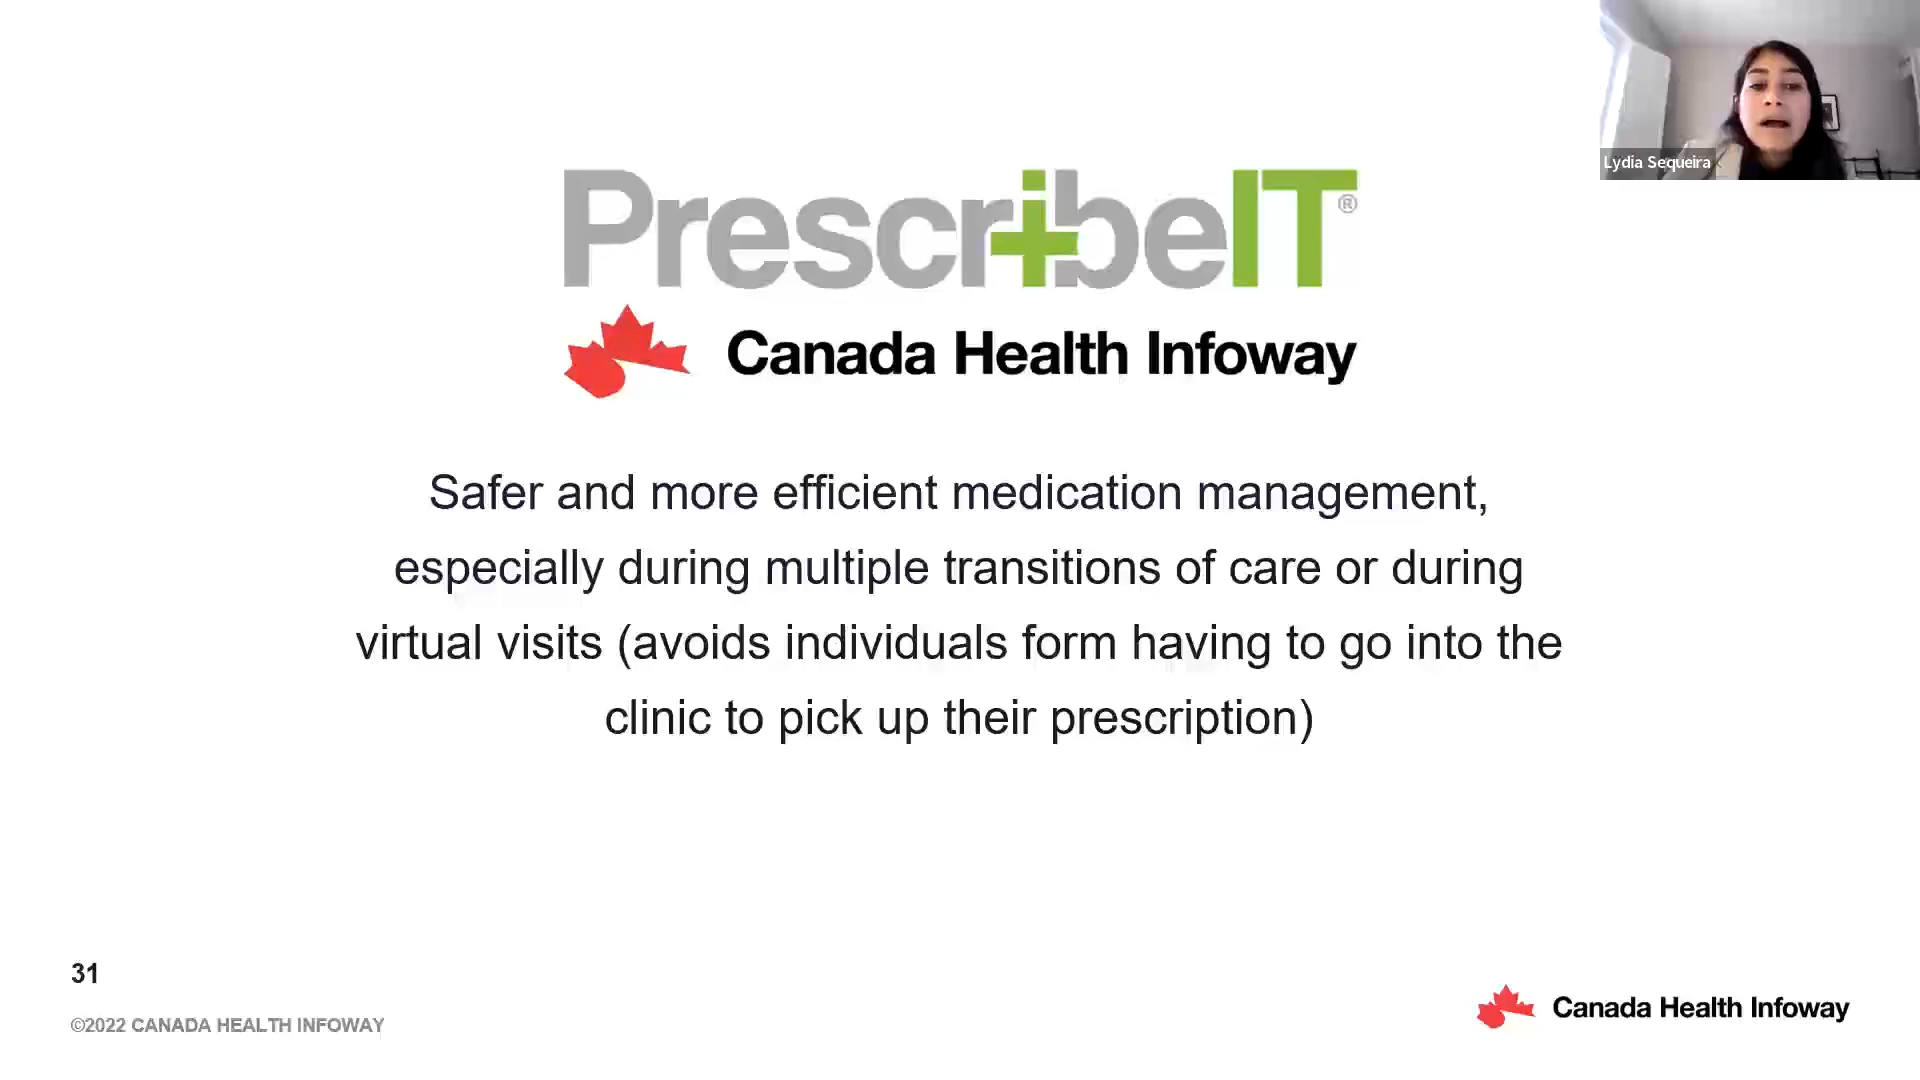 Lydia Sequeira
PrescribeIT®
Canada Health Infoway
Safer and more efficient medication management,
especially during multiple transitions of care or during
virtual visits (avoids individuals form having to go into the
clinic to pick up their prescription)
31
©2022 CANADA HEALTH INFOWAY
Canada Health Infoway